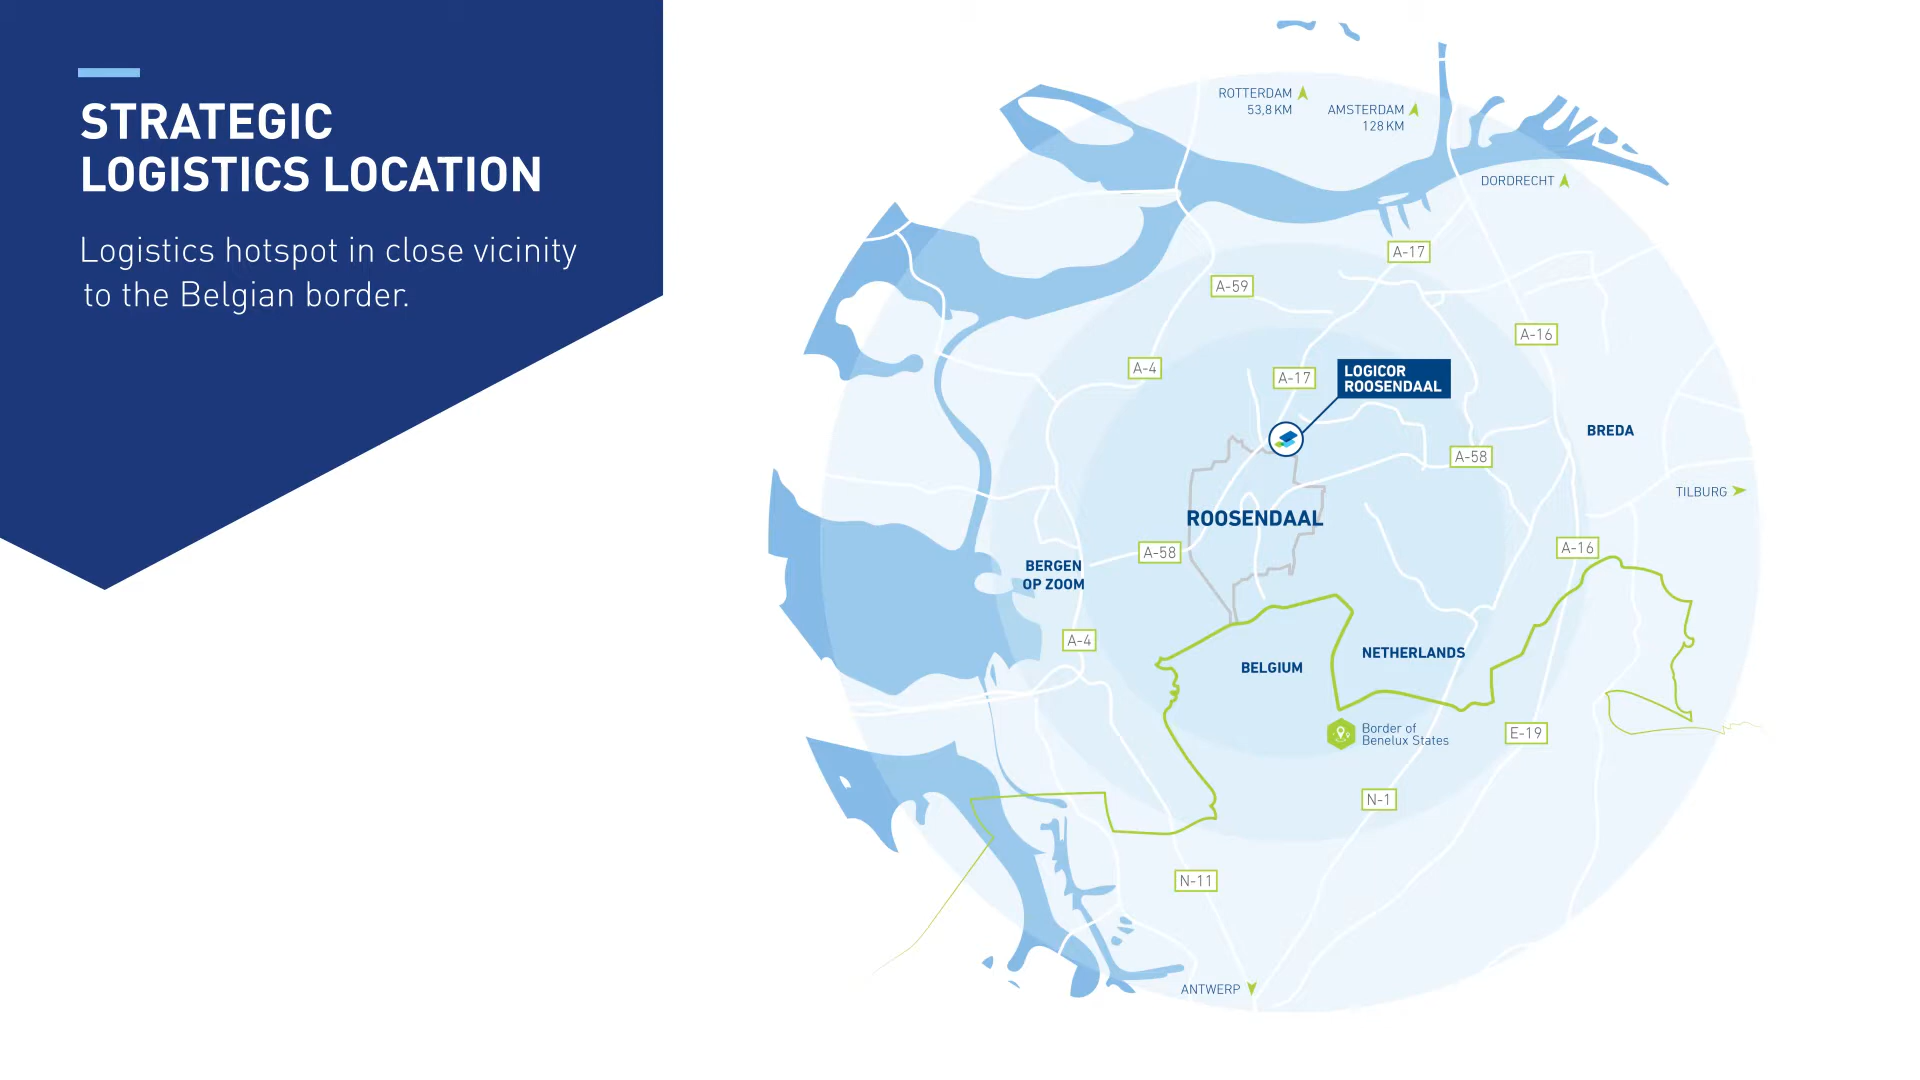 STRATEGIC
LOGISTICS LOCATION
Logistics hotspot in close vicinity
to the Belgian border.
ROTTERDAM
53,8 KM
AMSTERDAM
128 KM
DORDRECHT
A-17
A-59
A-16
A-4
A-17
LOGICOR
ROOSENDAAL
BREDA
A-58
TILBURG
ROOSENDAAL
A-58
A-16
BERGEN
OP ZOOM
A-4
BELGIUM
NETHERLANDS
Border of
Benelux States
E-19
N-1
N-11
ANTWERP